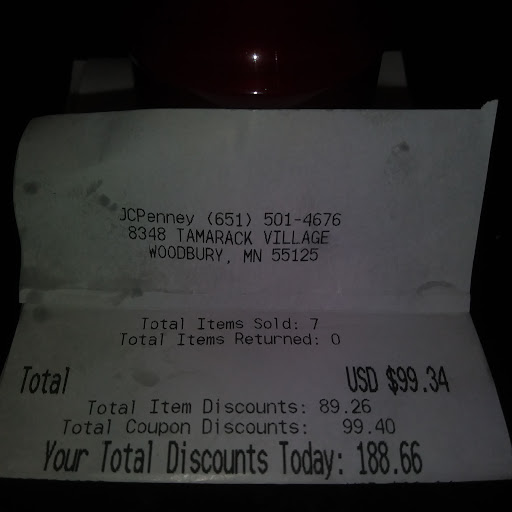 JCPenney (651) 501-4676
8348 TAMARACK VILLAGE
WOODBURY, MN 55125
Total Items Sold: 7
Total Items Returned: 0
Total USD $99.34
Total Item Discounts: 89.26
Total Coupon Discounts: 99.40
Your Total Discounts Today: 188.66